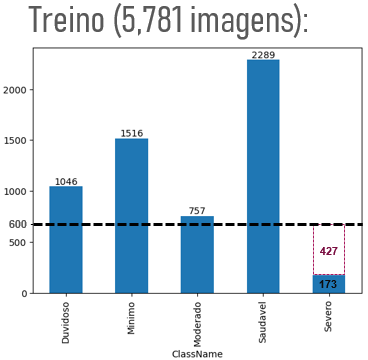 Treino (5,781 imagens):
2289
2000
1516
1500
1046
1000
757
600
500
427
173
0
Duvidoso
Minimo
Moderado
Saudavel
Severo
ClassName